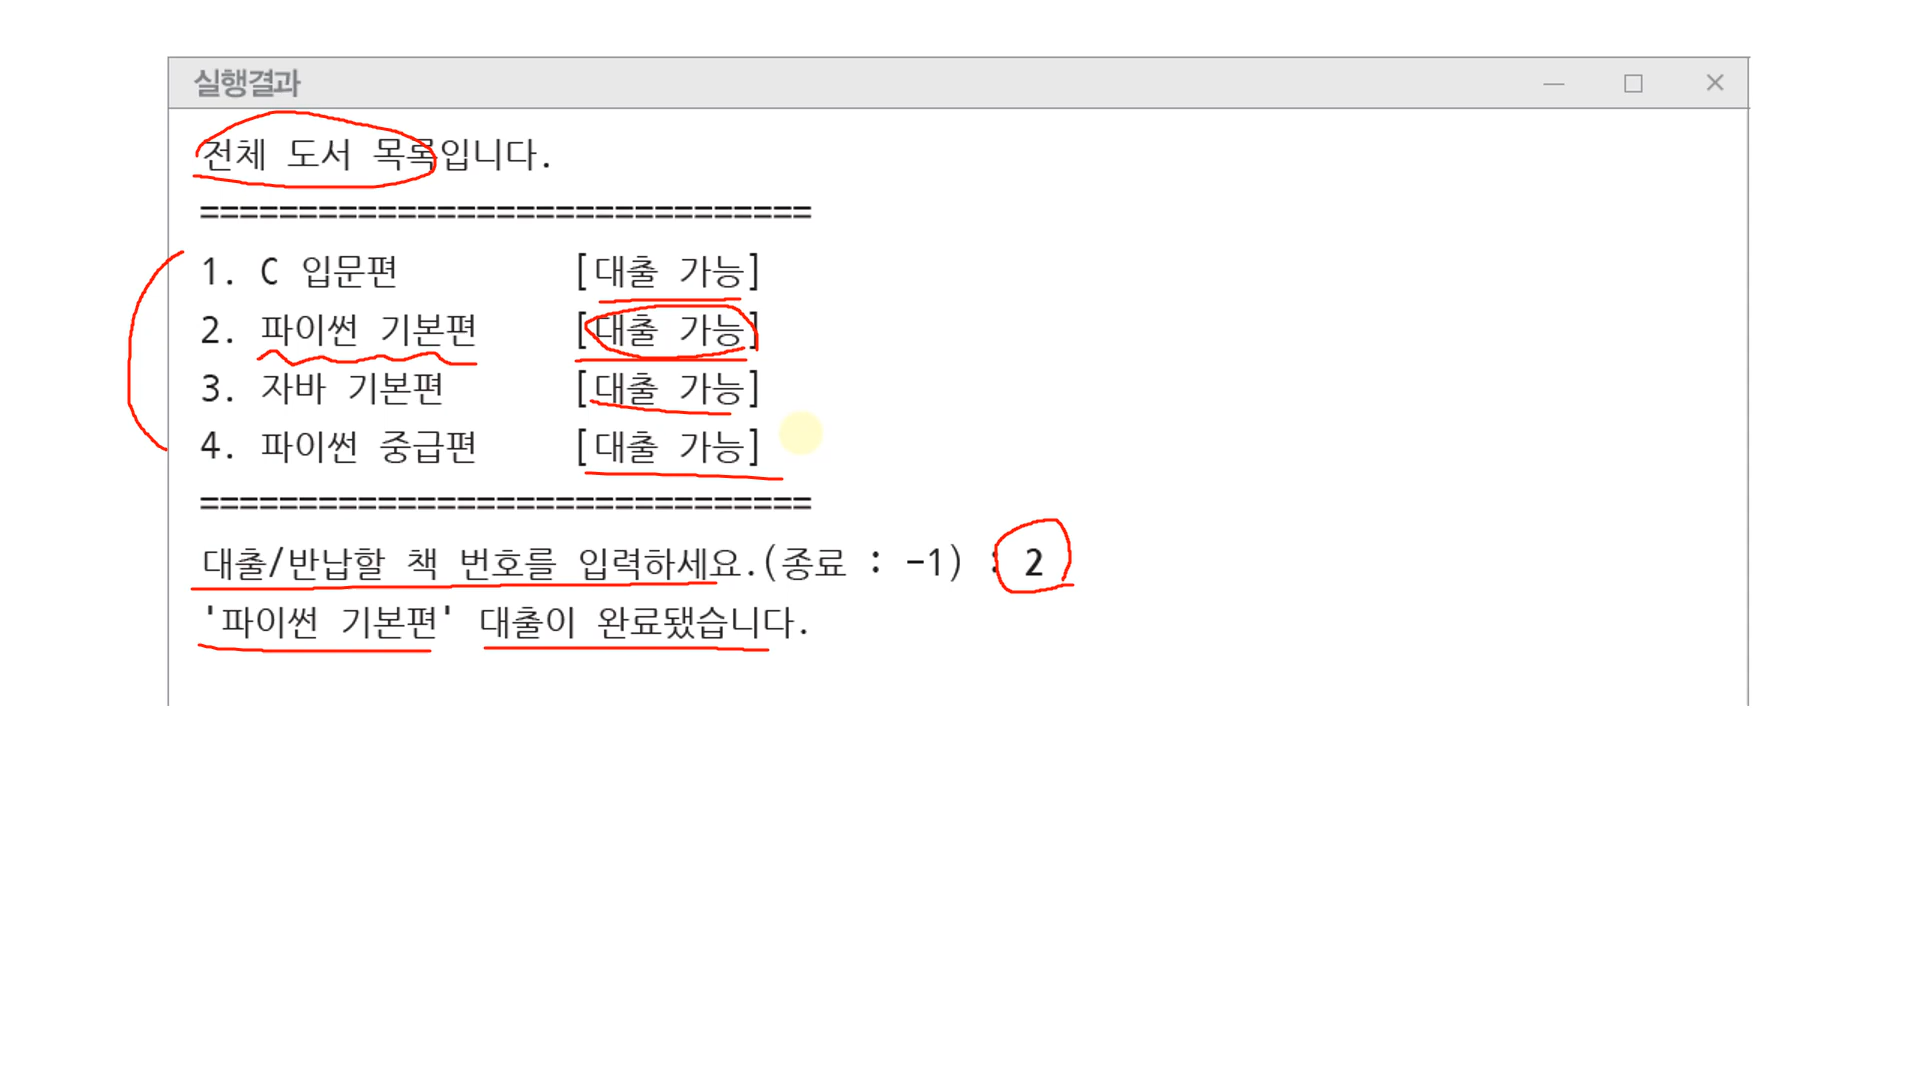 실행결과
전체 도서 목록입니다.
===============================
1. C 입문편 [대출 가능]
2. 파이썬 기본편 [대출 가능]
3. 자바 기본편 [대출 가능]
4. 파이썬 중급편 [대출 가능]
===============================
대출/반납할 책 번호를 입력하세요.(종료 : -1) : 2
'파이썬 기본편' 대출이 완료됐습니다.